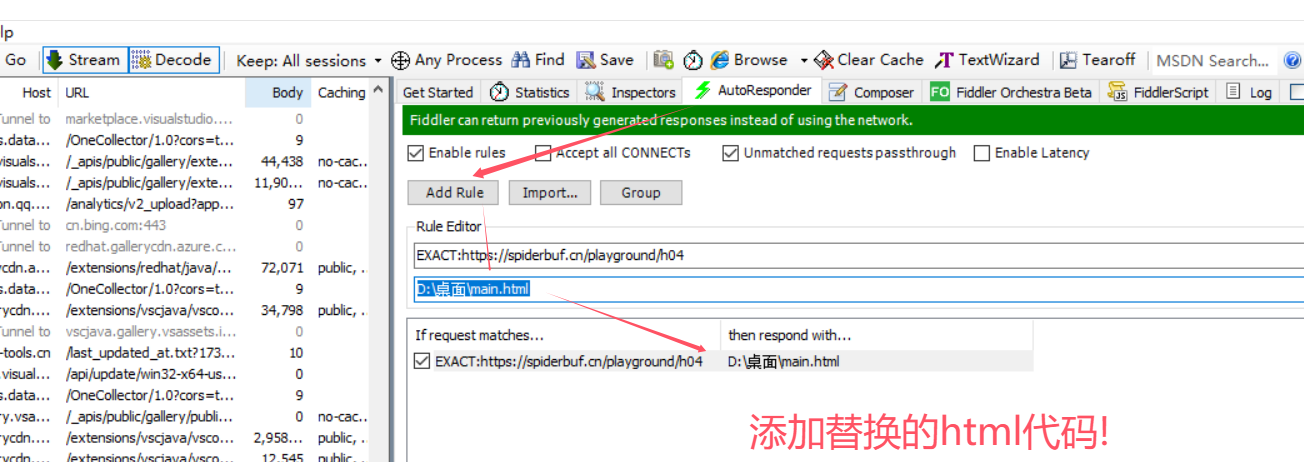 lp
Go Stream Decode Keep: All sessions Any Process Find Save Browse Clear Cache TextWizard Tearoff MSDN Search...
Host URL Body Caching Get Started Statistics Inspectors AutoResponder Composer FO Fiddler Orchestra Beta FiddlerScript Log
Tunnel to marketplace.visualstudio.... 0
Fiddler can return previously generated responses instead of using the network.
s.data... /OneCollector/1.0?cors=t... 9
visuals... /_apis/public/gallery/exte... 44,438 no-cac..
Enable rules Accept all CONNECTs Unmatched requests passthrough Enable Latency
visuals... /_apis/public/gallery/exte... 11,90... no-cac..
Add Rule Import... Group
on.qq.... /analytics/v2_upload?app... 97
Tunnel to cn.bing.com:443 0
Rule Editor
Tunnel to redhat.gallerycdn.azure.c... 0
EXACT:https://spiderbuf.cn/playground/h04
ycdn.a... /extensions/redhat/java/... 72,071 public, ..
s.data... /OneCollector/1.0?cors=t... 9
D:\桌面\main.html
rycdn.... /extensions/vscjava/vsco... 34,798 public, ..
Tunnel to vscjava.gallery.vsassets.i... 0
If request matches... then respond with...
-tools.cn /last_updated_at.txt?173... 10
EXACT:https://spiderbuf.cn/playground/h04 D:\桌面\main.html
.visual... /api/update/win32-x64-us... 0
s.data... /OneCollector/1.0?cors=t... 9
ry.vsa... /_apis/public/gallery/publi... 0 no-cac..
rycdn.... /extensions/vscjava/vsco... 2,958... public, ..
添加替换的html代码!
rycdn.... /extensions/vscjava/vsco... 12,545 public, ..